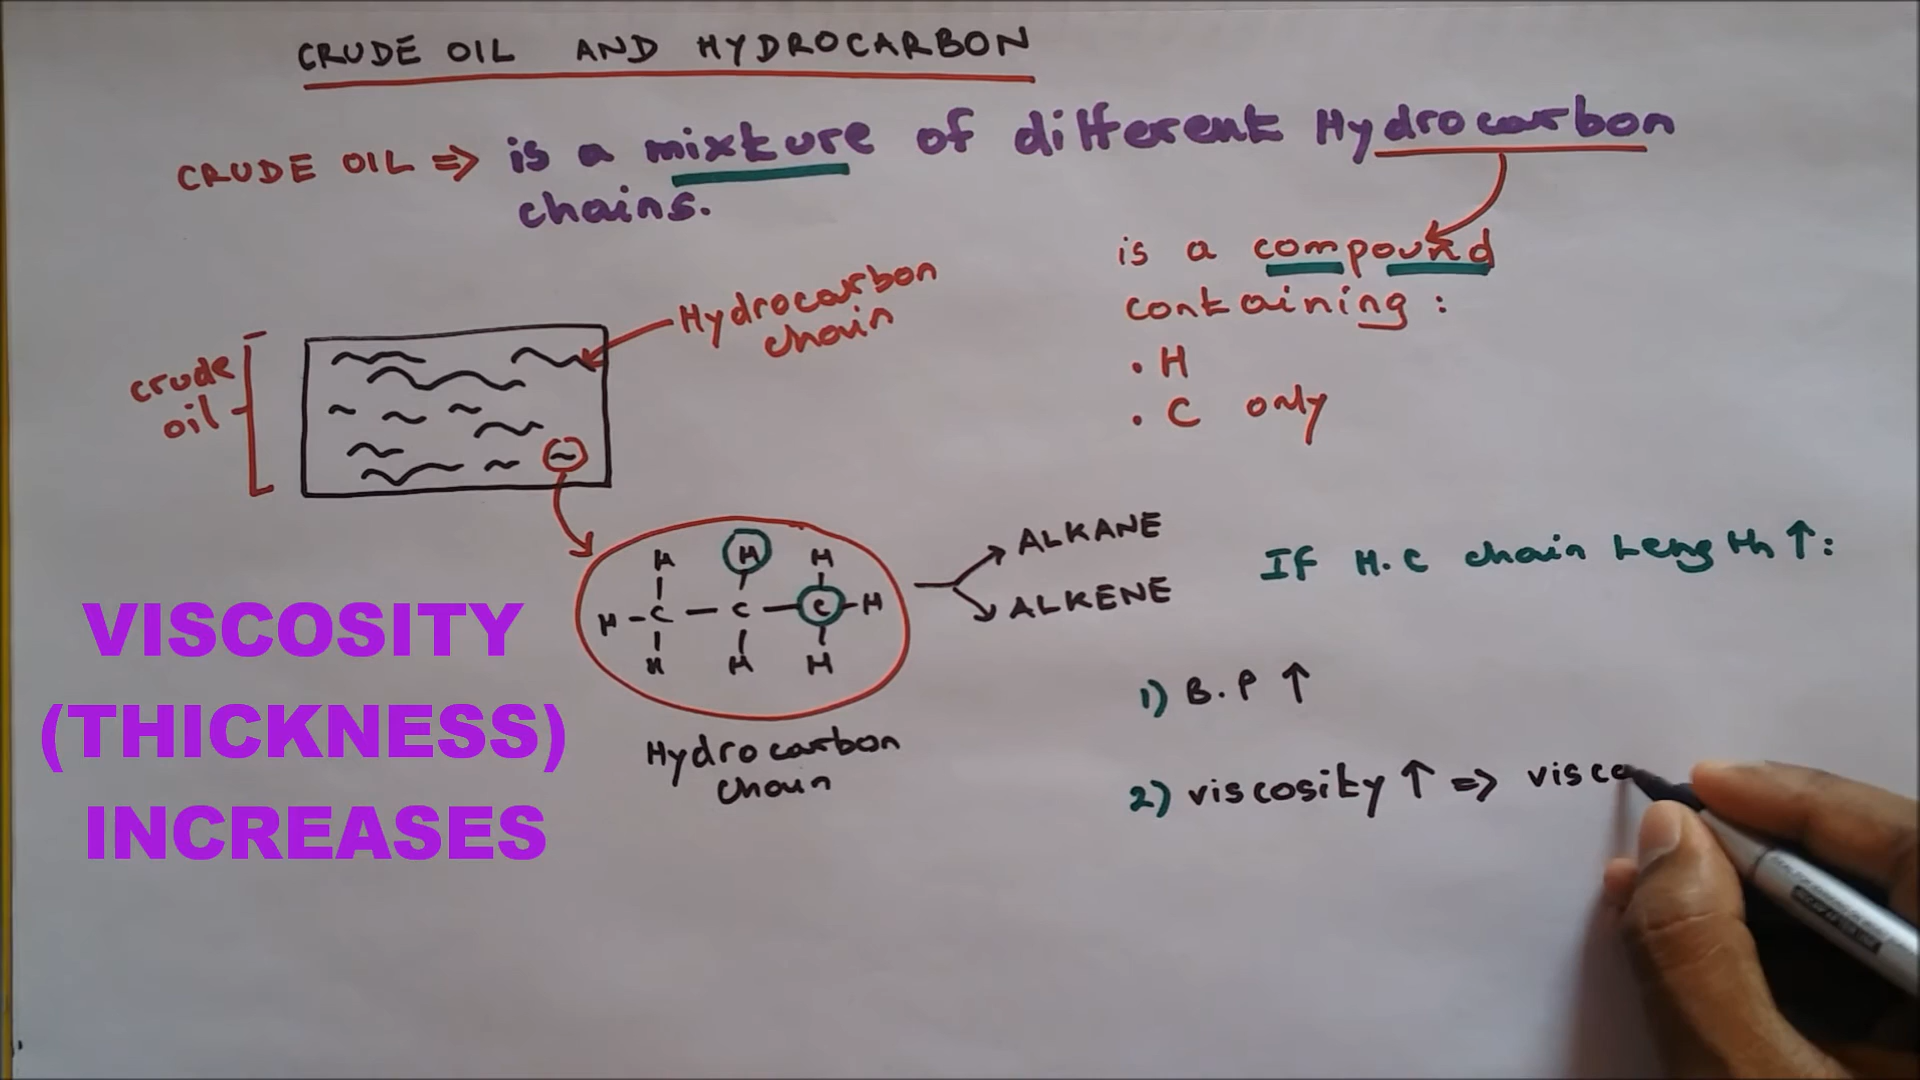 CRUDE OIL AND HYDROCARBON
CRUDE OIL => is a mixture of different Hydrocarbon
chains.
is a compound
containing:
• H
• C only
Hydrocarbon
chain
crude
oil
H H H
H - C - C - C - H
H H H
Hydrocarbon
chain
ALKANE
ALKENE
If H.C chain length ↑:
1) B.P ↑
2) viscosity ↑ => visco
VISCOSITY
(THICKNESS)
INCREASES